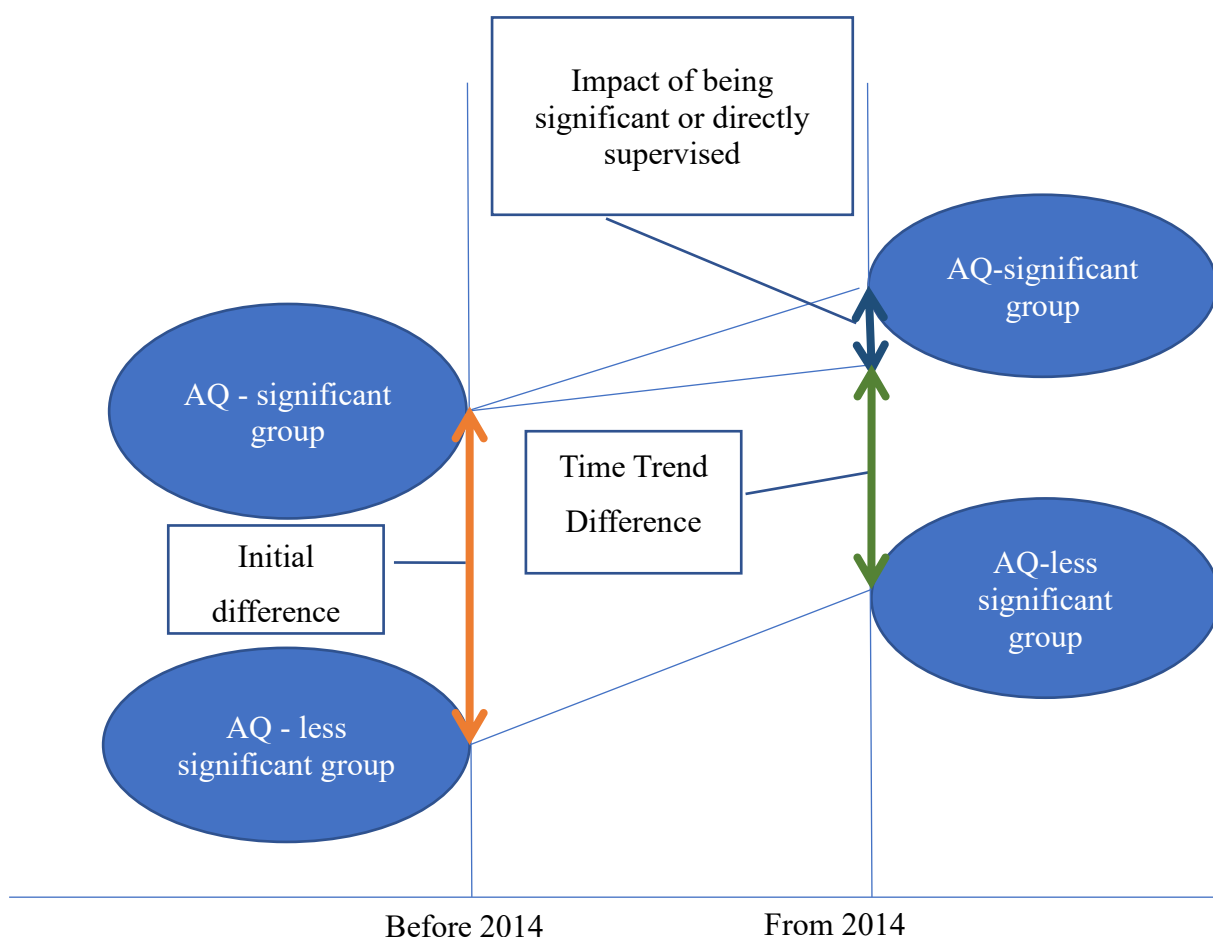 Impact of being
significant or directly
supervised
AQ-significant
group
AQ - significant
group
Time Trend
Difference
Initial
difference
AQ-less
significant
group
AQ - less
significant group
Before 2014
From 2014